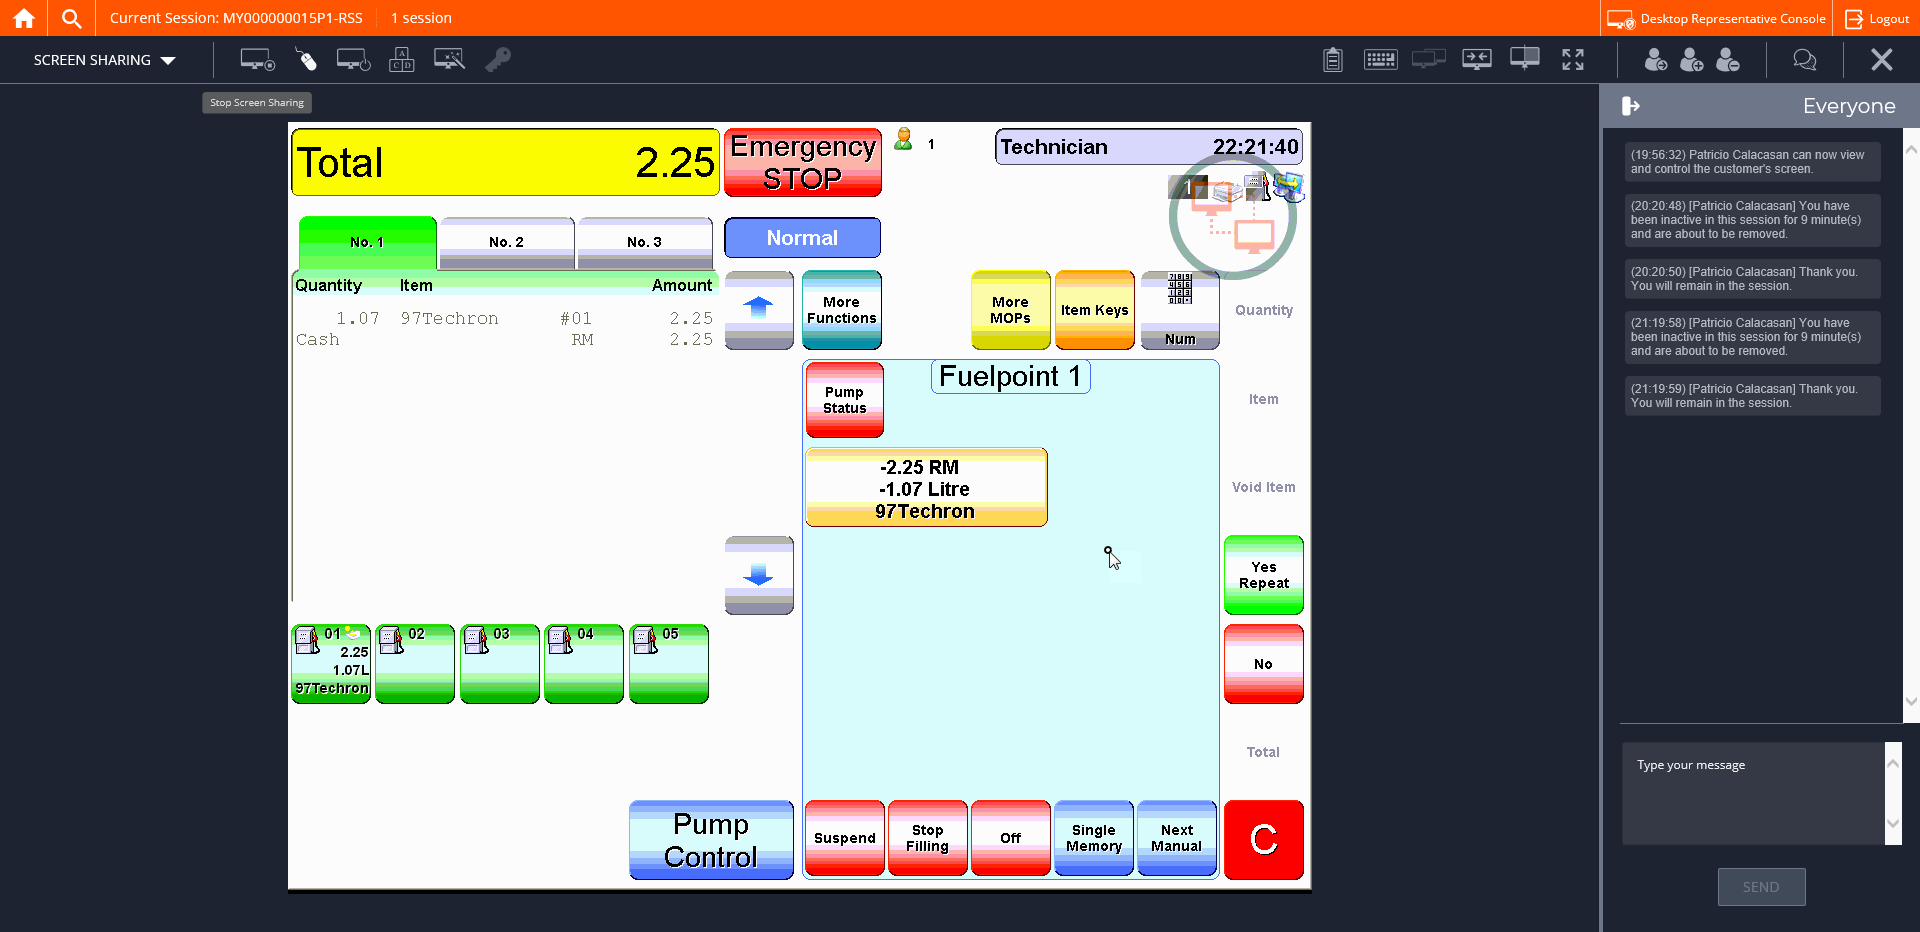 Current Session: MY000000015P1-RSS
1 session
Desktop Representative Console
Logout
SCREEN SHARING
Stop Screen Sharing
Everyone
Total 2.25
Emergency
STOP
1
Technician 22:21:40
1
No. 1
No. 2
No. 3
Normal
Quantity Item Amount
1.07 97Techron #01 2.25
Cash RM 2.25
More
Functions
More
MOPs
Item Keys
Num
Quantity
Fuelpoint 1
Pump
Status
Item
-2.25 RM
-1.07 Litre
97Techron
Void Item
Yes
Repeat
01
2.25
1.07L
97Techron
02
03
04
05
No
Total
Pump
Control
Suspend
Stop
Filling
Off
Single
Memory
Next
Manual
C
(19:56:32) Patricio Calacasan can now view
and control the customer's screen.
(20:20:48) [Patricio Calacasan] You have
been inactive in this session for 9 minute(s)
and are about to be removed.
(20:20:50) [Patricio Calacasan] Thank you.
You will remain in the session.
(21:19:58) [Patricio Calacasan] You have
been inactive in this session for 9 minute(s)
and are about to be removed.
(21:19:59) [Patricio Calacasan] Thank you.
You will remain in the session.
Type your message
SEND